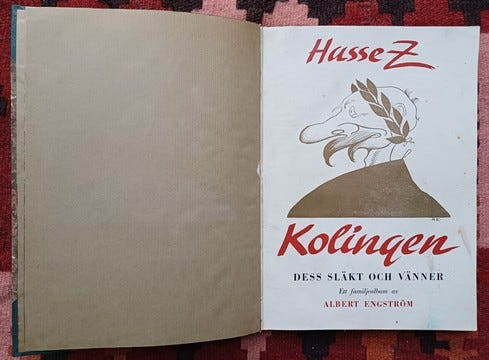 Hasse Z
Kolingen
DESS SLÄKT OCH VÄNNER
Ett familjealbum av
ALBERT ENGSTRÖM